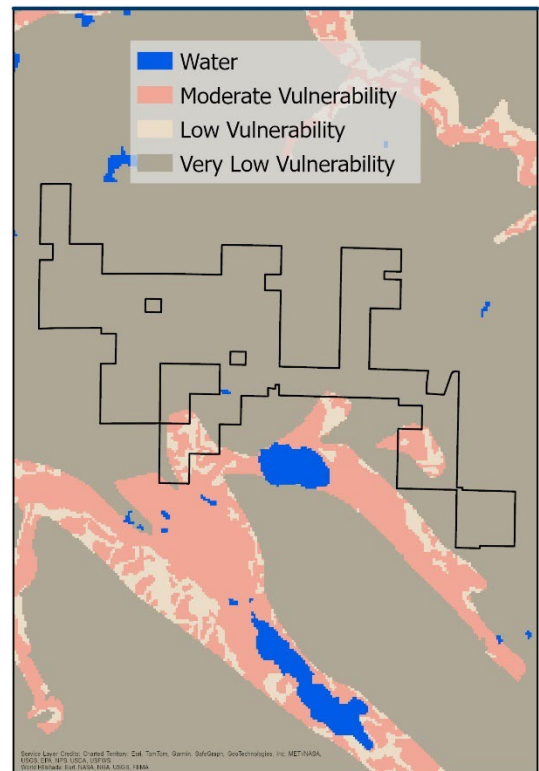 Water
Moderate Vulnerability
Low Vulnerability
Very Low Vulnerability
Service Layer Credits: Charted Territory: Esri, TomTom, Garmin, SafeGraph, GeoTechnologies, Inc, METI/NASA,
USGS, EPA, NPS, USDA, USFWS
World Hillshade: Esri, NASA, NGA, USGS, FEMA